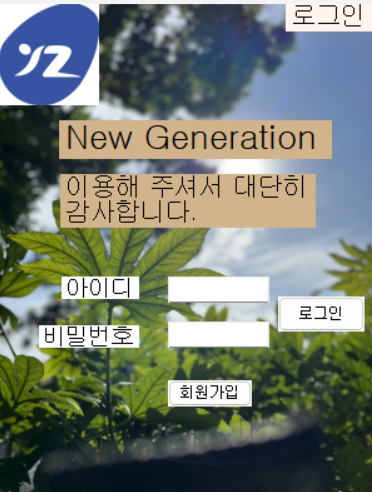 로그인
New Generation
이용해 주셔서 대단히
감사합니다.
아이디
로그인
비밀번호
회원가입